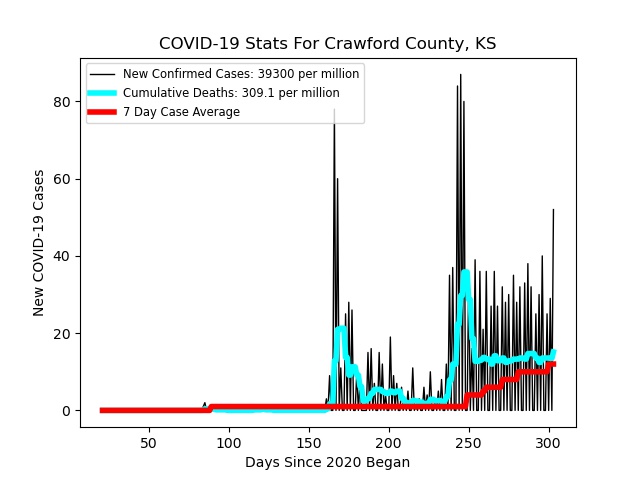 COVID-19 Stats For Crawford County, KS
New Confirmed Cases: 39300 per million
Cumulative Deaths: 309.1 per million
7 Day Case Average
New COVID-19 Cases
80
60
40
20
0
50 100 150 200 250 300
Days Since 2020 Began